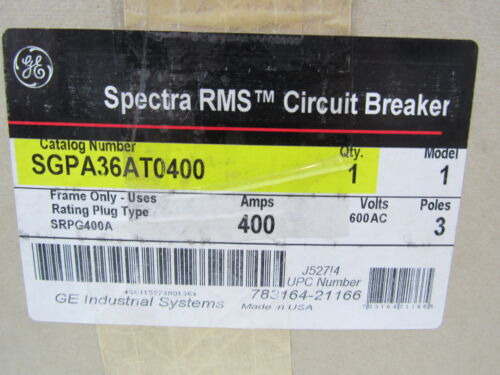 GE
Spectra RMS™ Circuit Breaker
Catalog Number Qty. Model
SGPA36AT0400 1 1
Frame Only - Uses Amps Volts Poles
Rating Plug Type 400 600AC 3
SRPG400A
J527/4
UPC Number
GE Industrial Systems 783164-21166
Made in USA